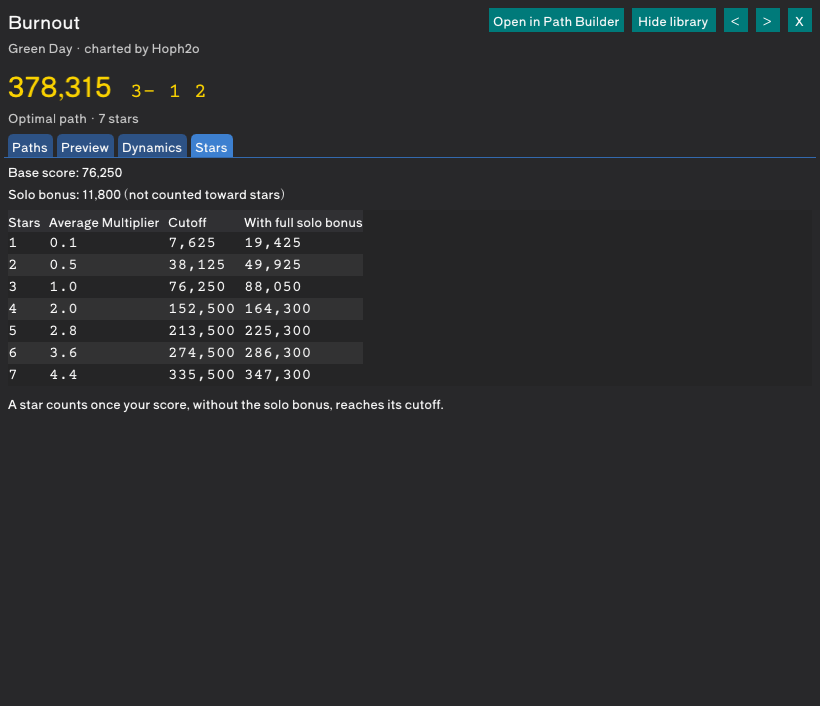 Burnout
Open in Path Builder Hide library < > X
Green Day · charted by Hoph2o
378,315 3- 1 2
Optimal path · 7 stars
Paths Preview Dynamics Stars
Base score: 76,250
Solo bonus: 11,800 (not counted toward stars)
Stars Average Multiplier Cutoff With full solo bonus
1 0.1 7,625 19,425
2 0.5 38,125 49,925
3 1.0 76,250 88,050
4 2.0 152,500 164,300
5 2.8 213,500 225,300
6 3.6 274,500 286,300
7 4.4 335,500 347,300
A star counts once your score, without the solo bonus, reaches its cutoff.